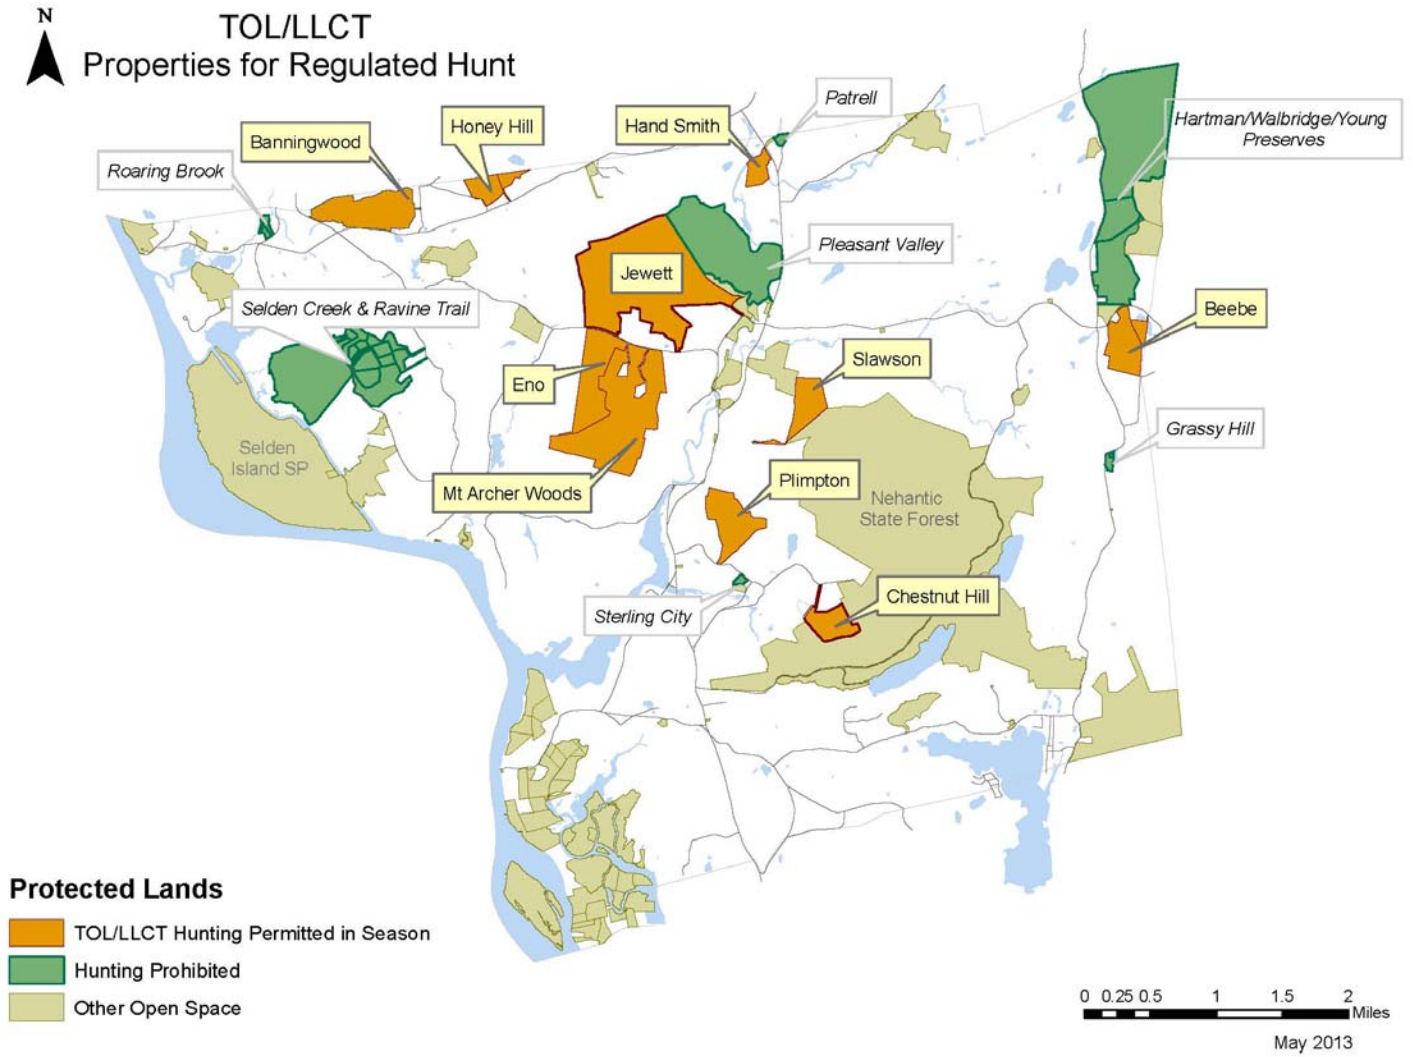 N
TOL/LLCT
Properties for Regulated Hunt
Patrell
Hand Smith
Honey Hill
Banningwood
Hartman/Walbridge/Young
Preserves
Roaring Brook
Pleasant Valley
Jewett
Selden Creek & Ravine Trail
Beebe
Slawson
Eno
Grassy Hill
Selden
Island SP
Plimpton
Mt Archer Woods
Nehantic
State Forest
Chestnut Hill
Sterling City
Protected Lands
TOL/LLCT Hunting Permitted in Season
Hunting Prohibited
Other Open Space
0 0.25 0.5 1 1.5 2
Miles
May 2013